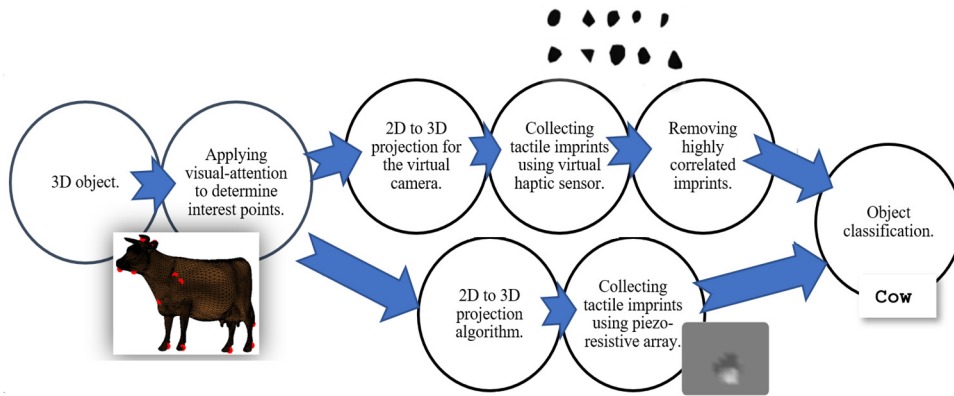 3D object.
Applying
visual-attention
to determine
interest points.
2D to 3D
projection for
the virtual
camera.
Collecting
tactile imprints
using virtual
haptic sensor.
Removing
highly
correlated
imprints.
2D to 3D
projection
algorithm.
Collecting
tactile imprints
using piezo-
resistive array.
Object
classification.
Cow